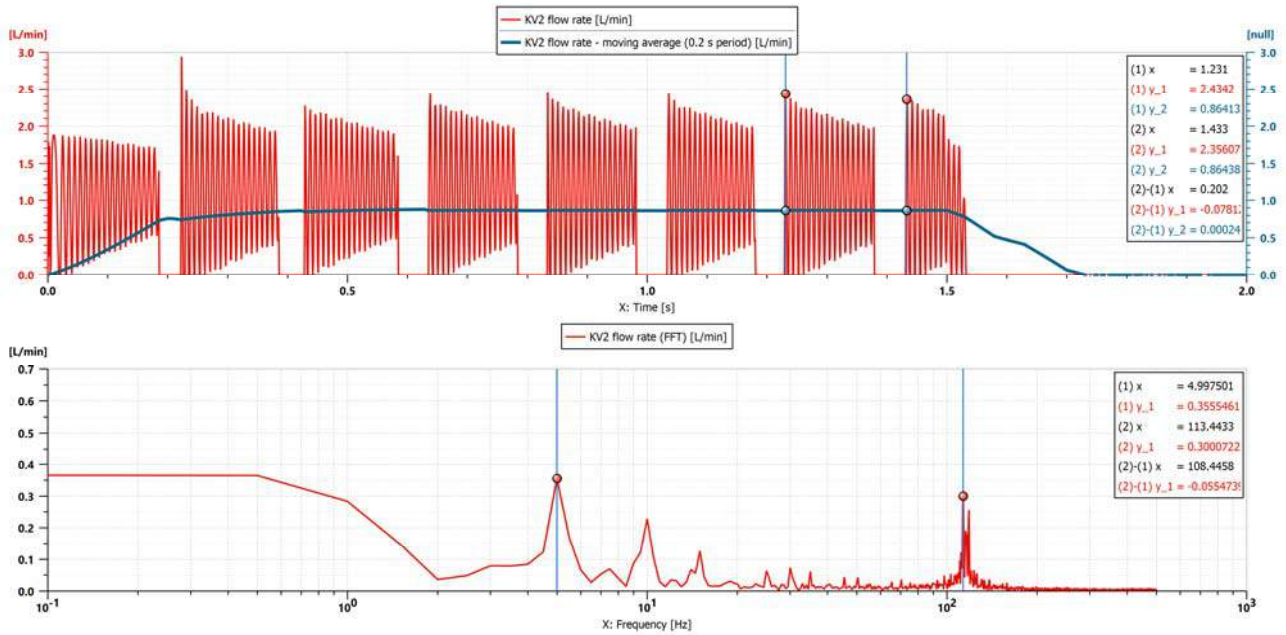 KV2 flow rate [L/min]
KV2 flow rate - moving average (0.2 s period) [L/min]
[L/min]
[null]
3.0
2.5
2.0
1.5
1.0
0.5
0.0
3.0
2.5
2.0
1.5
1.0
0.5
0.0
(1) x = 1.231
(1) y_1 = 2.4342
(1) y_2 = 0.86413
(2) x = 1.433
(2) y_1 = 2.35607
(2) y_2 = 0.86438
(2)-(1) x = 0.202
(2)-(1) y_1 = -0.0781
(2)-(1) y_2 = 0.00024
0.0 0.5 1.0 1.5 2.0
X: Time [s]
KV2 flow rate (FFT) [L/min]
[L/min]
0.7
0.6
0.5
0.4
0.3
0.2
0.1
0.0
(1) x = 4.997501
(1) y_1 = 0.3555461
(2) x = 113.4433
(2) y_1 = 0.3000722
(2)-(1) x = 108.4458
(2)-(1) y_1 = -0.055473
10-1 100 101 102 103
X: Frequency [Hz]